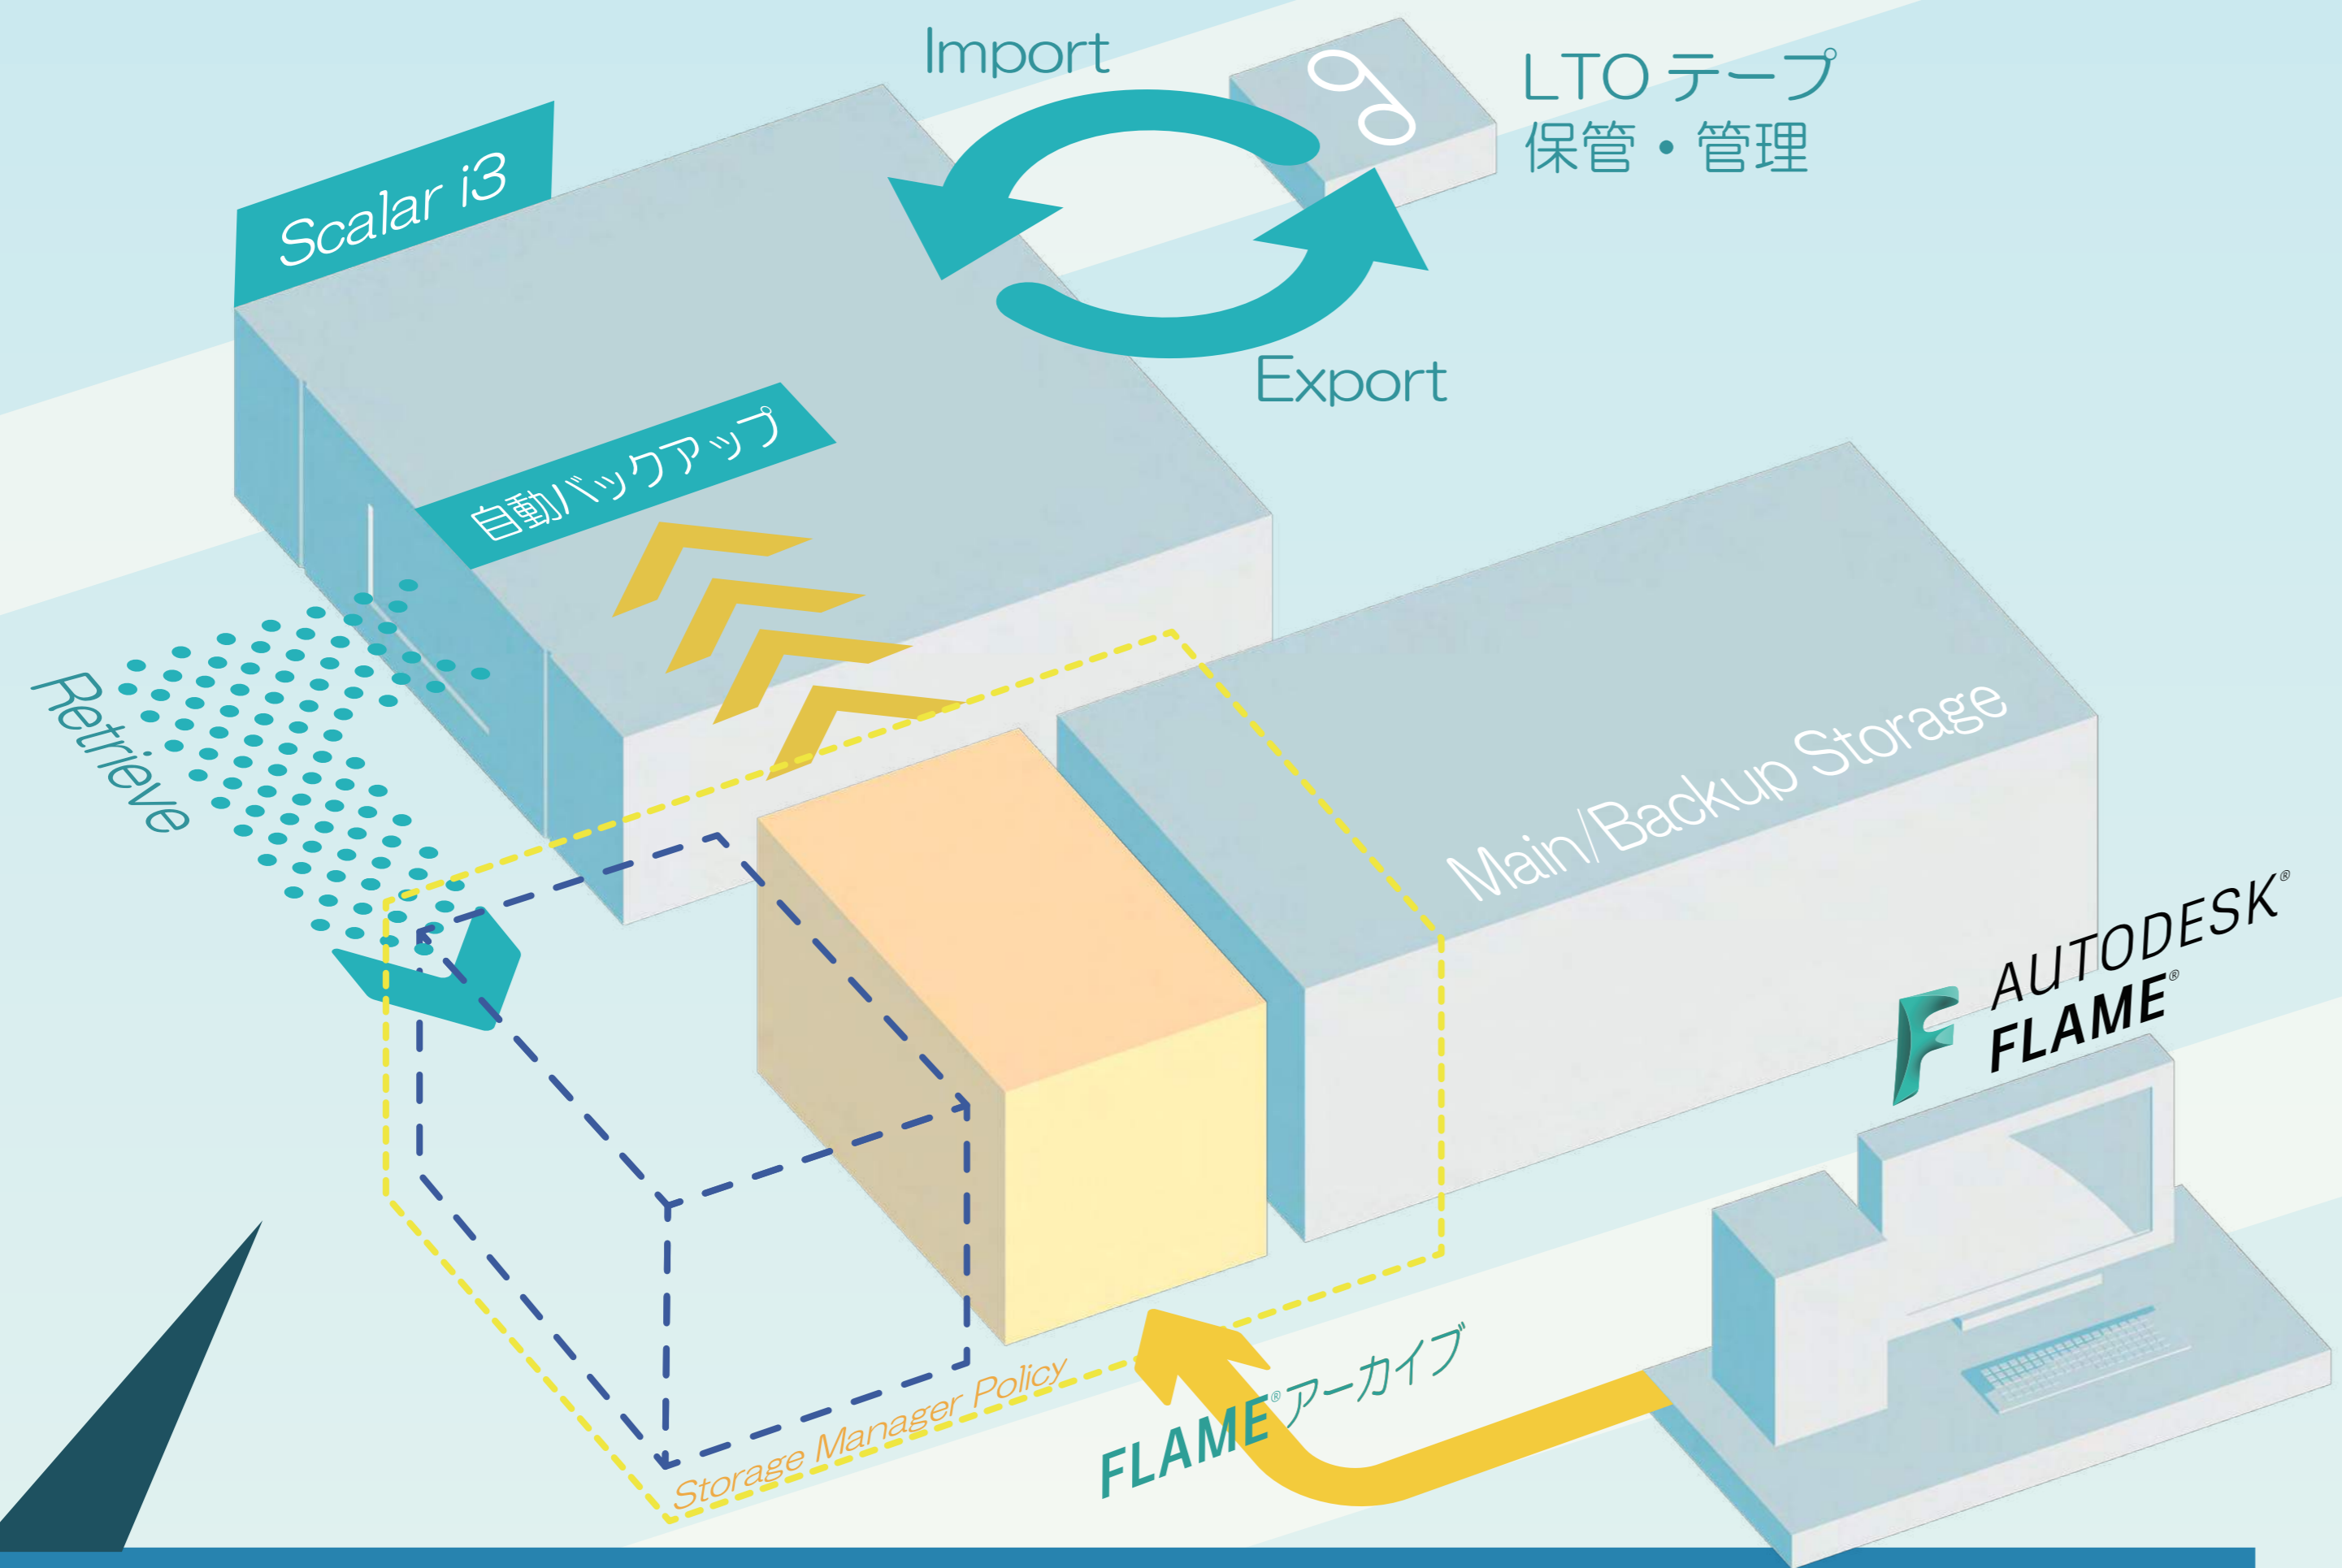 Import
LTO テープ
保管・管理
Scalar i3
Export
自動バックアップ
Retrieve
Main/Backup Storage
AUTODESK®
FLAME®
FLAME®アーカイブ
Storage Manager Policy